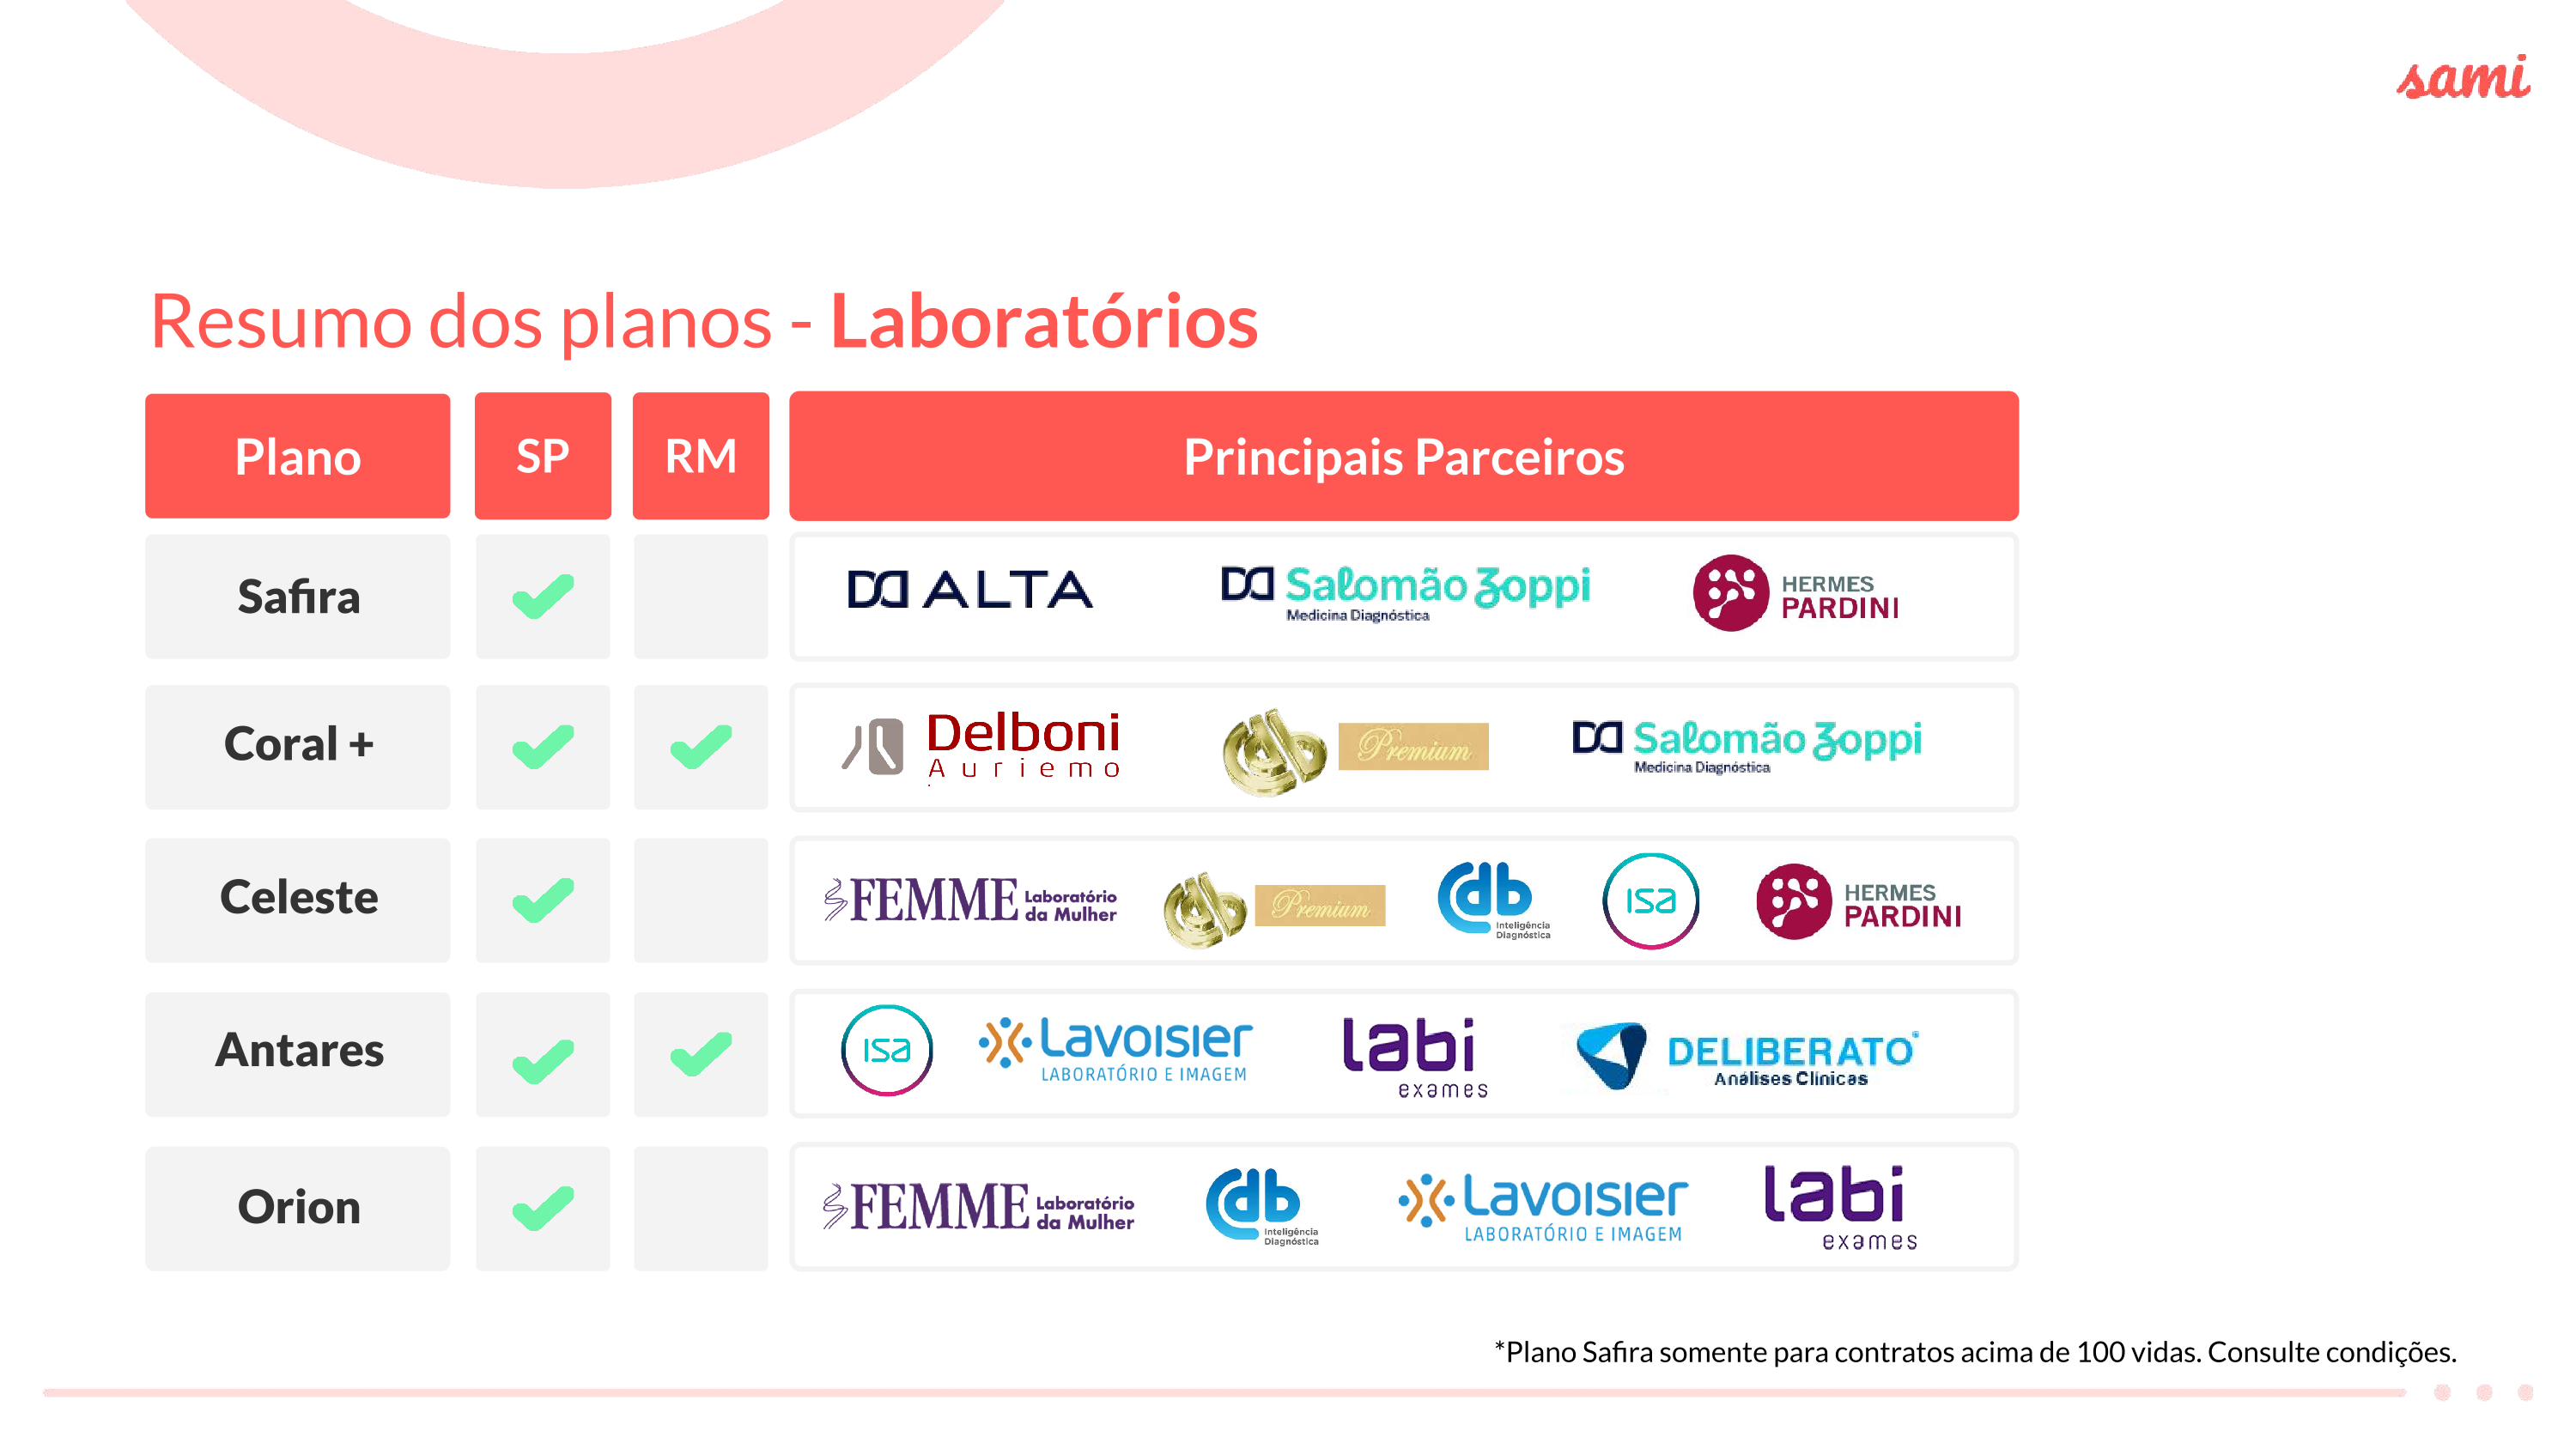 sami
Resumo dos planos - Laboratórios
Plano SP RM Principais Parceiros
Safira
ALTA
Salomão Zoppi
Medicina Diagnóstica
HERMES
PARDINI
Coral +
Delboni
Auriemo
Premium
Salomão Zoppi
Medicina Diagnóstica
Celeste
FEMME Laboratório
da Mulher
Premium
db
Inteligência
Diagnóstica
ISa
HERMES
PARDINI
Antares
ISa
Lavoisier
LABORATÓRIO E IMAGEM
labi
exames
DELIBERATO
Análises Clínicas
Orion
FEMME Laboratório
da Mulher
db
Inteligência
Diagnóstica
Lavoisier
LABORATÓRIO E IMAGEM
labi
exames
*Plano Safira somente para contratos acima de 100 vidas. Consulte condições.